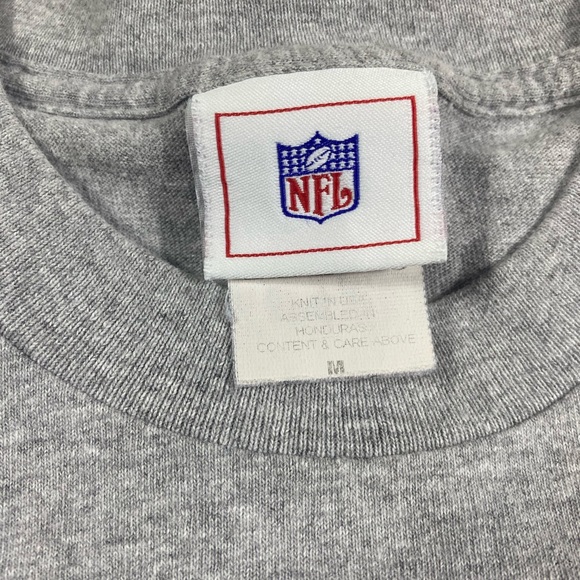 NFL
KNIT IN
ASSEMBLED IN
HONDURAS
CONTENT & CARE ABOVE
M